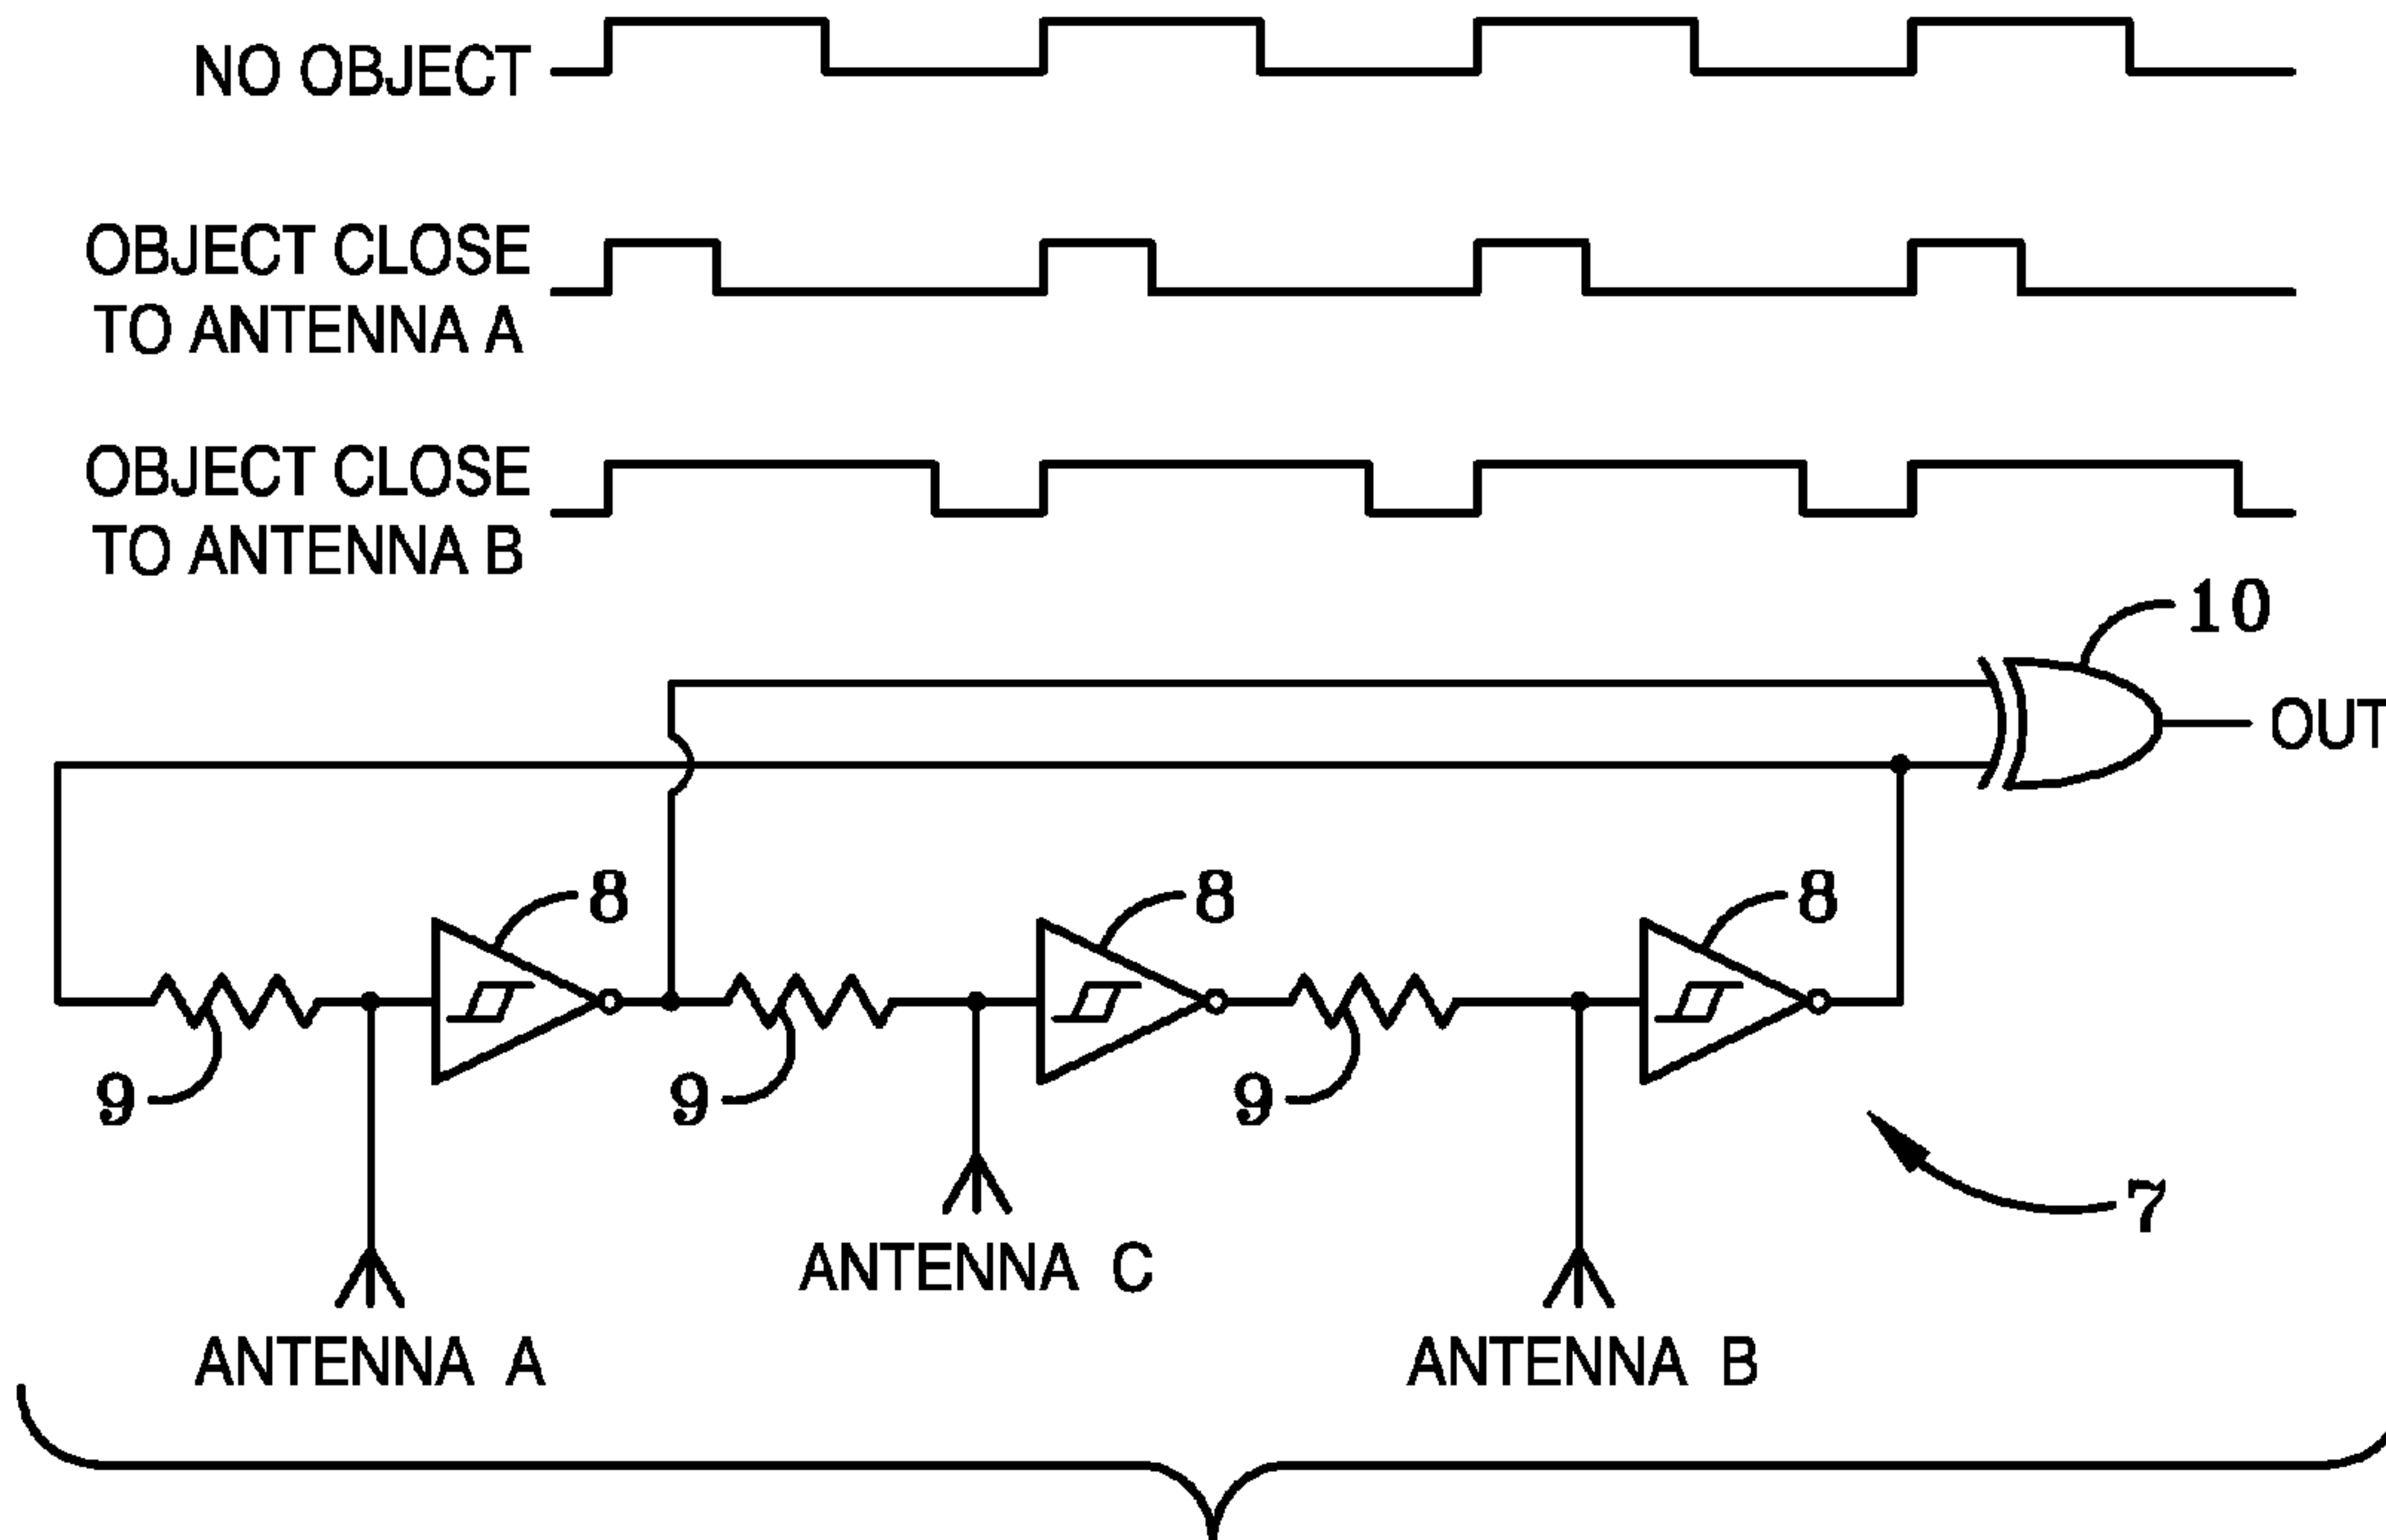 NO OBJECT
OBJECT CLOSE
TO ANTENNA A
OBJECT CLOSE
TO ANTENNA B
10
OUT
8
8
8
9
9
9
7
ANTENNA C
ANTENNA A
ANTENNA B